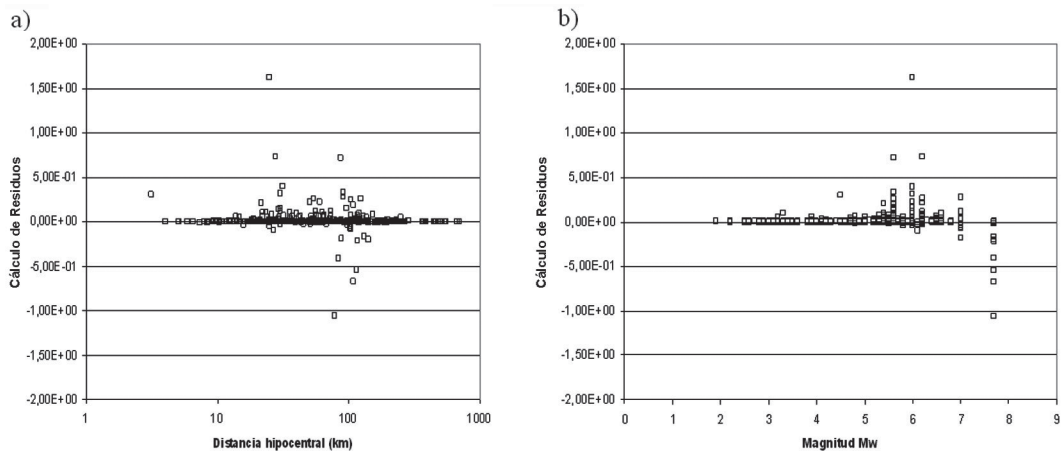 a)
2,00E+00
1,50E+00
1,00E+00
5,00E-01
0,00E+00
-5,00E-01
-1,00E+00
-1,50E+00
-2,00E+00
Cálculo de Residuos
1
10
100
1000
Distancia hipocentral (km)
b)
2,00E+00
1,50E+00
1,00E+00
5,00E-01
0,00E+00
-5,00E-01
-1,00E+00
-1,50E+00
-2,00E+00
Cálculo de Residuos
0
1
2
3
4
5
6
7
8
9
Magnitud Mw